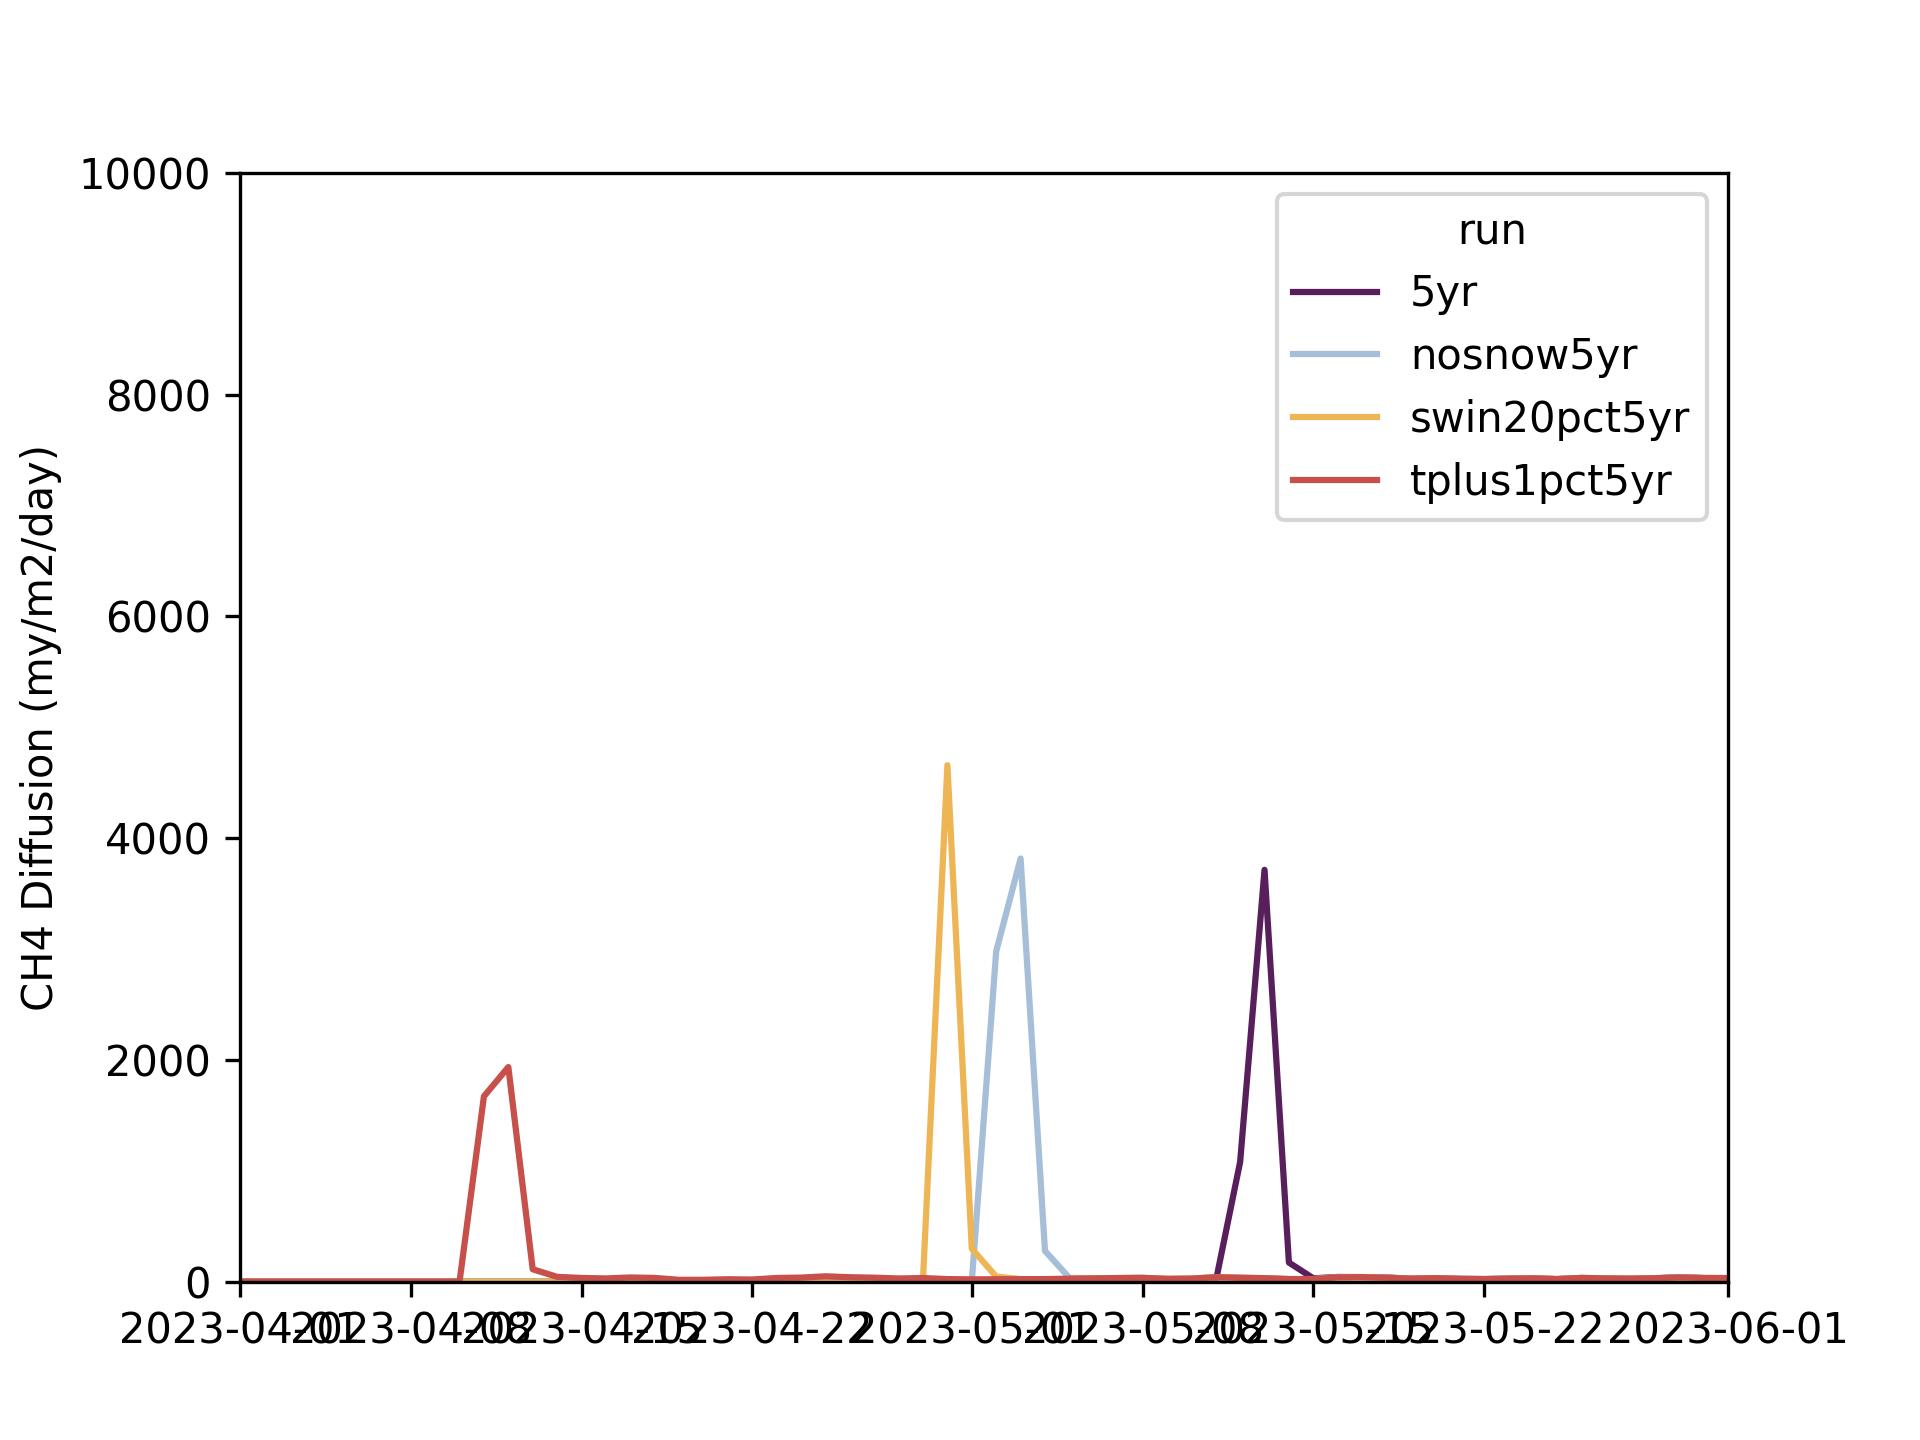 10000
8000
6000
4000
2000
0
CH4 Diffusion (my/m2/day)
run
5yr
nosnow5yr
swin20pct5yr
tplus1pct5yr
2023-04-01
2023-04-08
2023-04-15
2023-04-22
2023-05-01
2023-05-08
2023-05-15
2023-05-22
2023-06-01